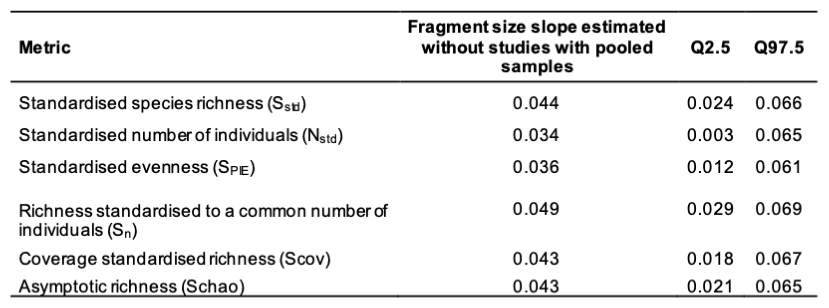 Metric Fragment size slope estimated without studies with pooled samples Q2.5 Q97.5
Standardised species richness (Sstd) 0.044 0.024 0.066
Standardised number of individuals (Nstd) 0.034 0.003 0.065
Standardised evenness (SPIE) 0.036 0.012 0.061
Richness standardised to a common number of individuals (Sn) 0.049 0.029 0.069
Coverage standardised richness (Scov) 0.043 0.018 0.067
Asymptotic richness (Schao) 0.043 0.021 0.065